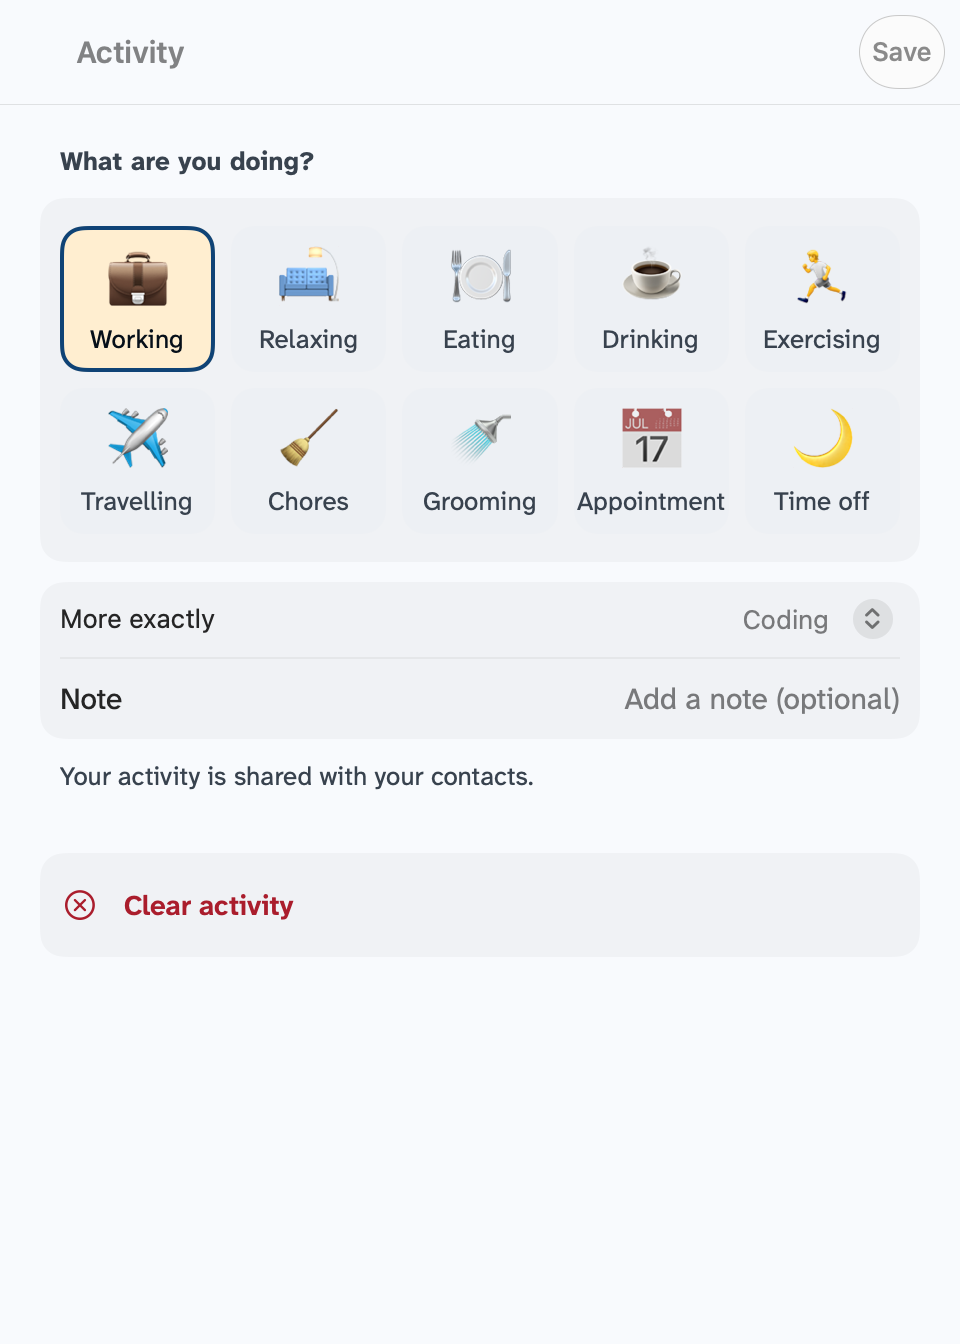 Activity
Save
What are you doing?
Working
Relaxing
Eating
Drinking
Exercising
Travelling
Chores
Grooming
JUL
17
Appointment
Time off
More exactly
Coding
Note
Add a note (optional)
Your activity is shared with your contacts.
Clear activity